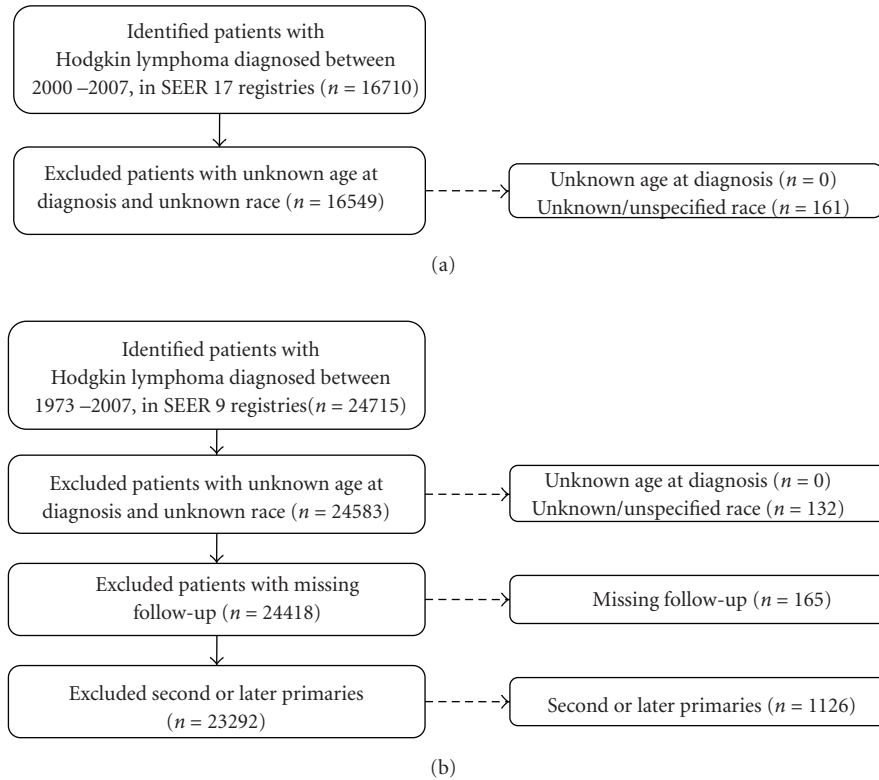 Identified patients with
Hodgkin lymphoma diagnosed between
2000 –2007, in SEER 17 registries (n = 16710)
Excluded patients with unknown age at
diagnosis and unknown race (n = 16549)
Unknown age at diagnosis (n = 0)
Unknown/unspecified race (n = 161)
(a)
Identified patients with
Hodgkin lymphoma diagnosed between
1973 –2007, in SEER 9 registries(n = 24715)
Excluded patients with unknown age at
diagnosis and unknown race (n = 24583)
Unknown age at diagnosis (n = 0)
Unknown/unspecified race (n = 132)
Excluded patients with missing
follow-up (n = 24418)
Missing follow-up (n = 165)
Excluded second or later primaries
(n = 23292)
Second or later primaries (n = 1126)
(b)